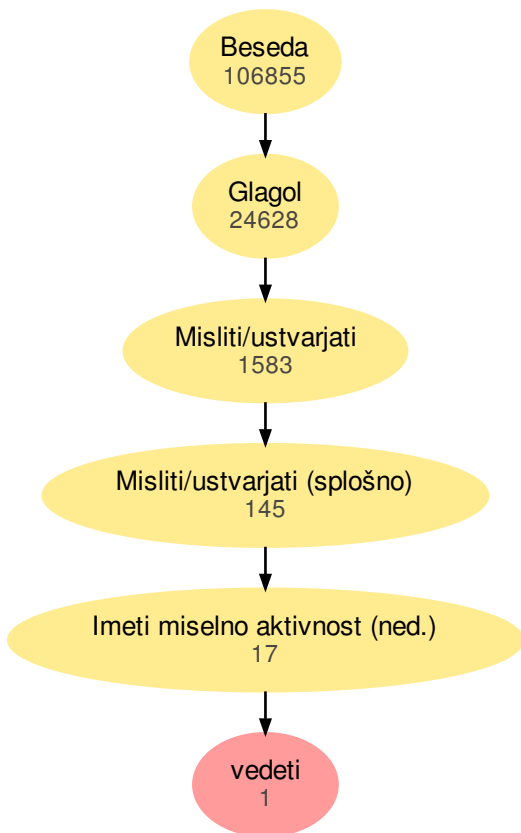 Beseda
106855
Glagol
24628
Misliti/ustvarjati
1583
Misliti/ustvarjati (splošno)
145
Imeti miselno aktivnost (ned.)
17
vedeti
1